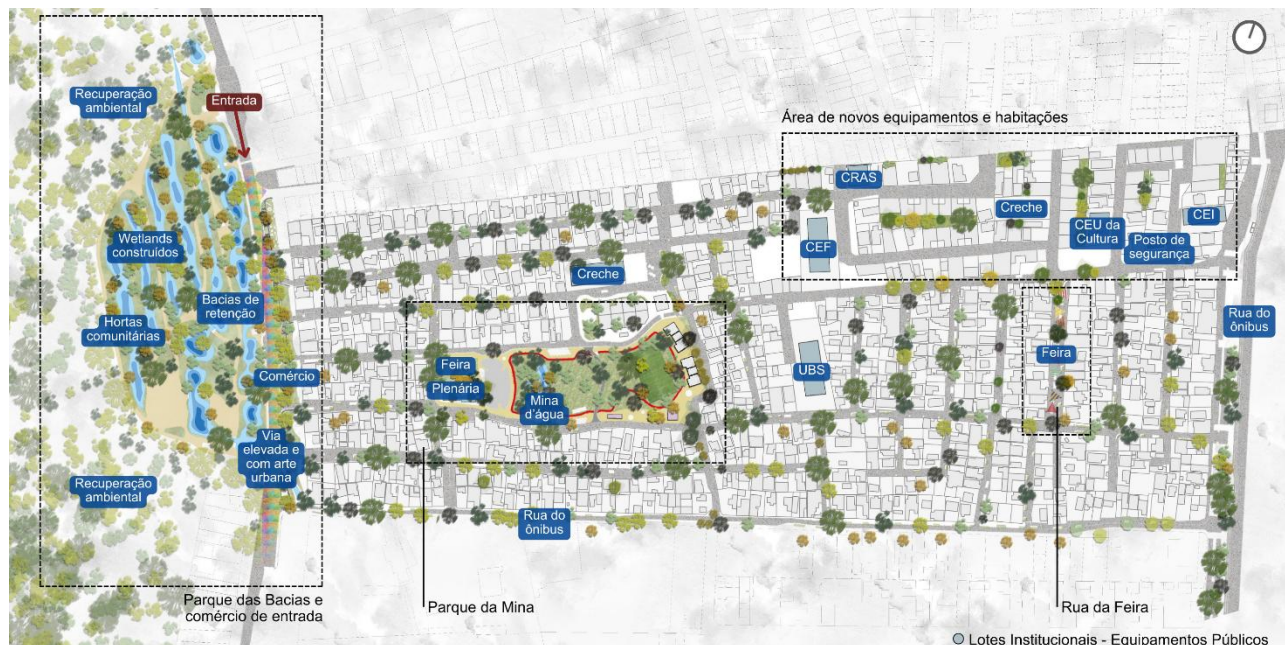 Recuperação
ambiental
Entrada
Área de novos equipamentos e habitações
CRAS
Creche
CEU da
Cultura
CEI
Posto de
segurança
CEF
Wetlands
construídos
Creche
Bacias de
retenção
Hortas
comunitárias
Rua do
ônibus
Feira
Feira
Plenária
UBS
Comércio
Mina
d'água
Via
elevada e
com arte
urbana
Recuperação
ambiental
Rua do
ônibus
Parque das Bacias e
comércio de entrada
Parque da Mina
Rua da Feira
Lotes Institucionais - Equipamentos Públicos